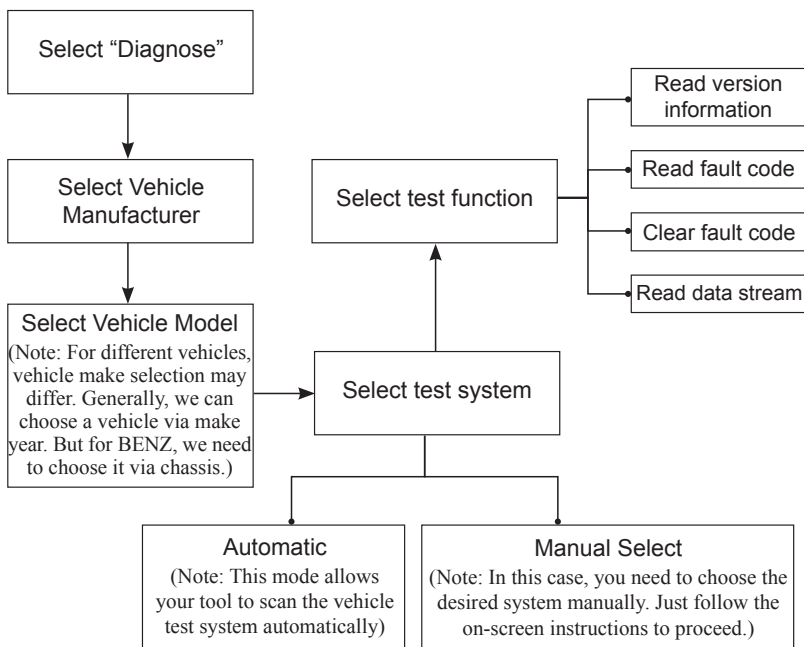 Select “Diagnose”
Select Vehicle
Manufacturer
Select Vehicle Model
(Note: For different vehicles,
vehicle make selection may
differ. Generally, we can
choose a vehicle via make
year. But for BENZ, we need
to choose it via chassis.)
Select test system
Automatic
(Note: This mode allows
your tool to scan the vehicle
test system automatically)
Manual Select
(Note: In this case, you need to choose the
desired system manually. Just follow the
on-screen instructions to proceed.)
Select test function
Read version
information
Read fault code
Clear fault code
Read data stream